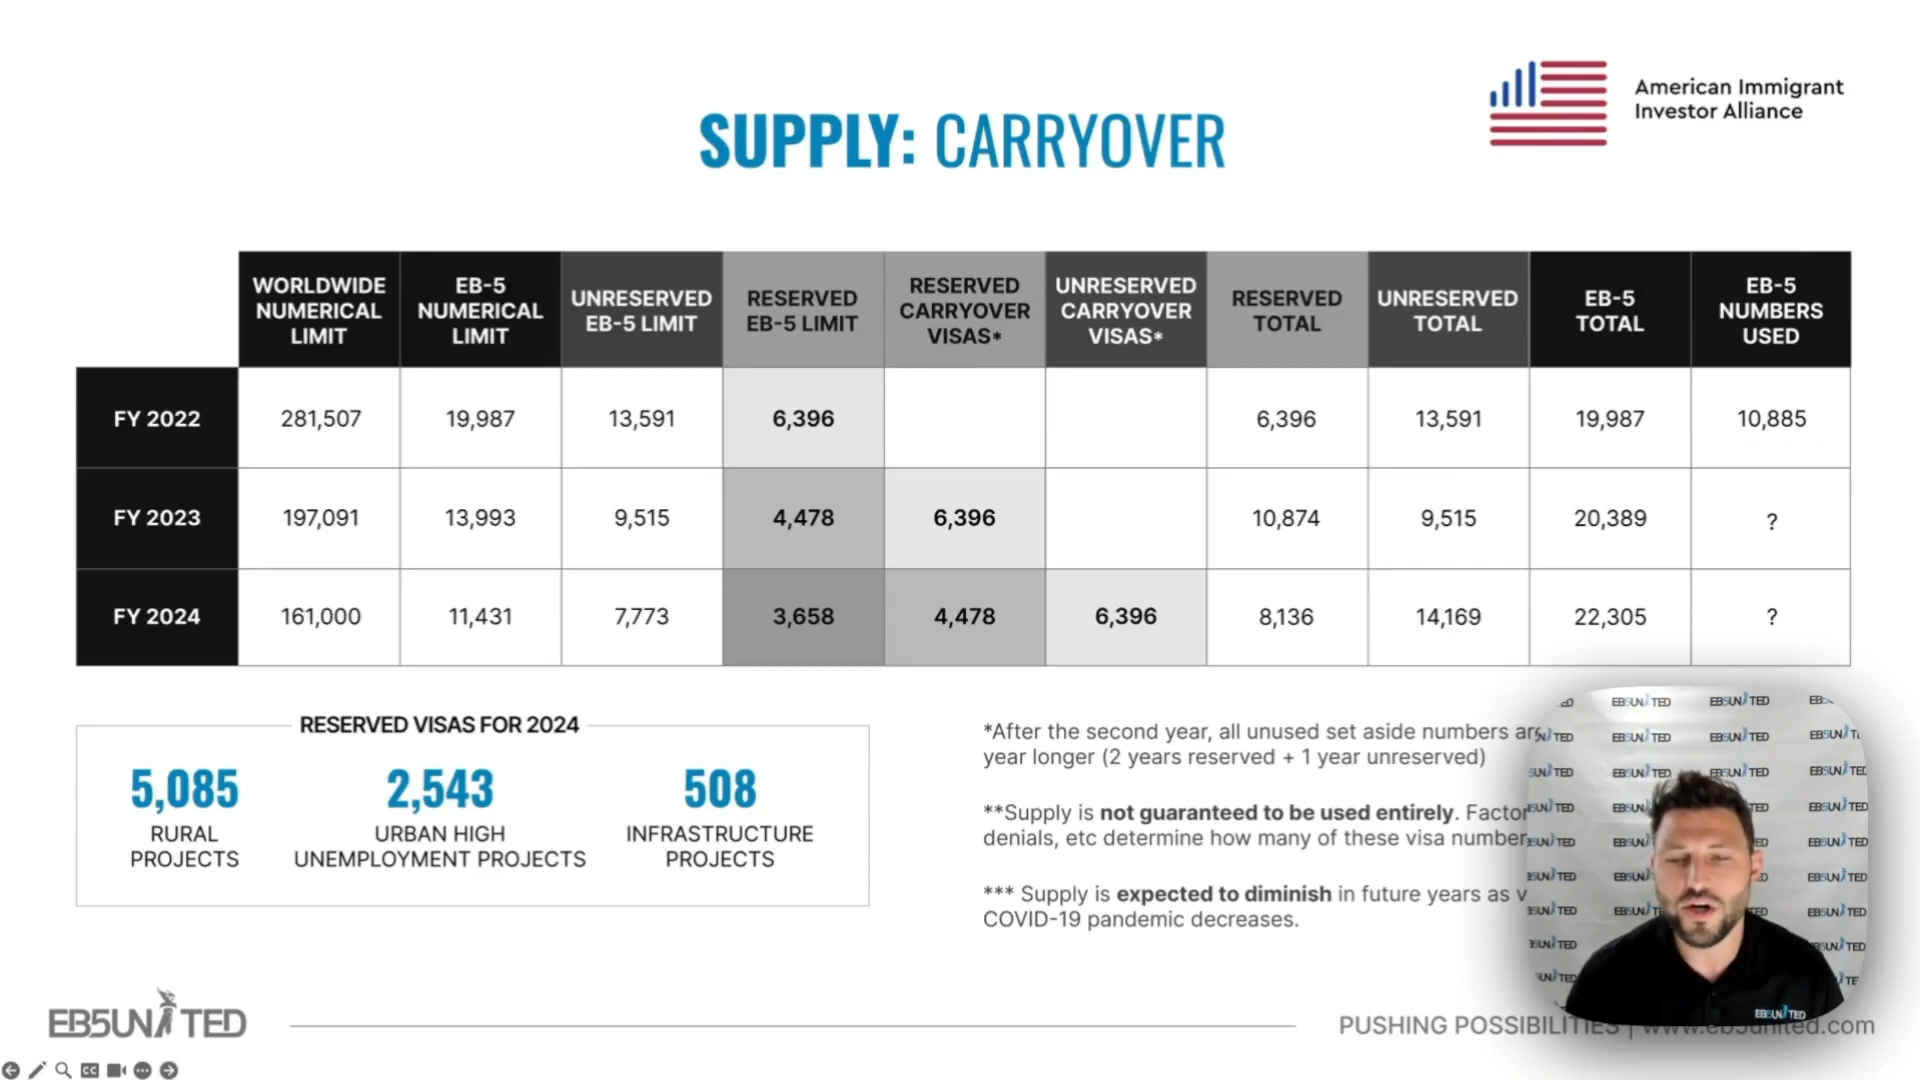 American Immigrant
Investor Alliance
SUPPLY: CARRYOVER
WORLDWIDE NUMERICAL LIMIT
EB-5 NUMERICAL LIMIT
UNRESERVED EB-5 LIMIT
RESERVED EB-5 LIMIT
RESERVED CARRYOVER VISAS*
UNRESERVED CARRYOVER VISAS*
RESERVED TOTAL
UNRESERVED TOTAL
EB-5 TOTAL
EB-5 NUMBERS USED
FY 2022 281,507 19,987 13,591 6,396 6,396 13,591 19,987 10,885
FY 2023 197,091 13,993 9,515 4,478 6,396 10,874 9,515 20,389 ?
FY 2024 161,000 11,431 7,773 3,658 4,478 6,396 8,136 14,169 22,305 ?
RESERVED VISAS FOR 2024
5,085
RURAL
PROJECTS
2,543
URBAN HIGH
UNEMPLOYMENT PROJECTS
508
INFRASTRUCTURE
PROJECTS
*After the second year, all unused set aside numbers
year longer (2 years reserved + 1 year unreserved)
**Supply is not guaranteed to be used entirely. Factor
denials, etc determine how many of these visa number
*** Supply is expected to diminish in future years as
COVID-19 pandemic decreases.
EB5UNITED
PUSHING POSSIBILITIES | www.eb5united.com
EB5UNITED
CC